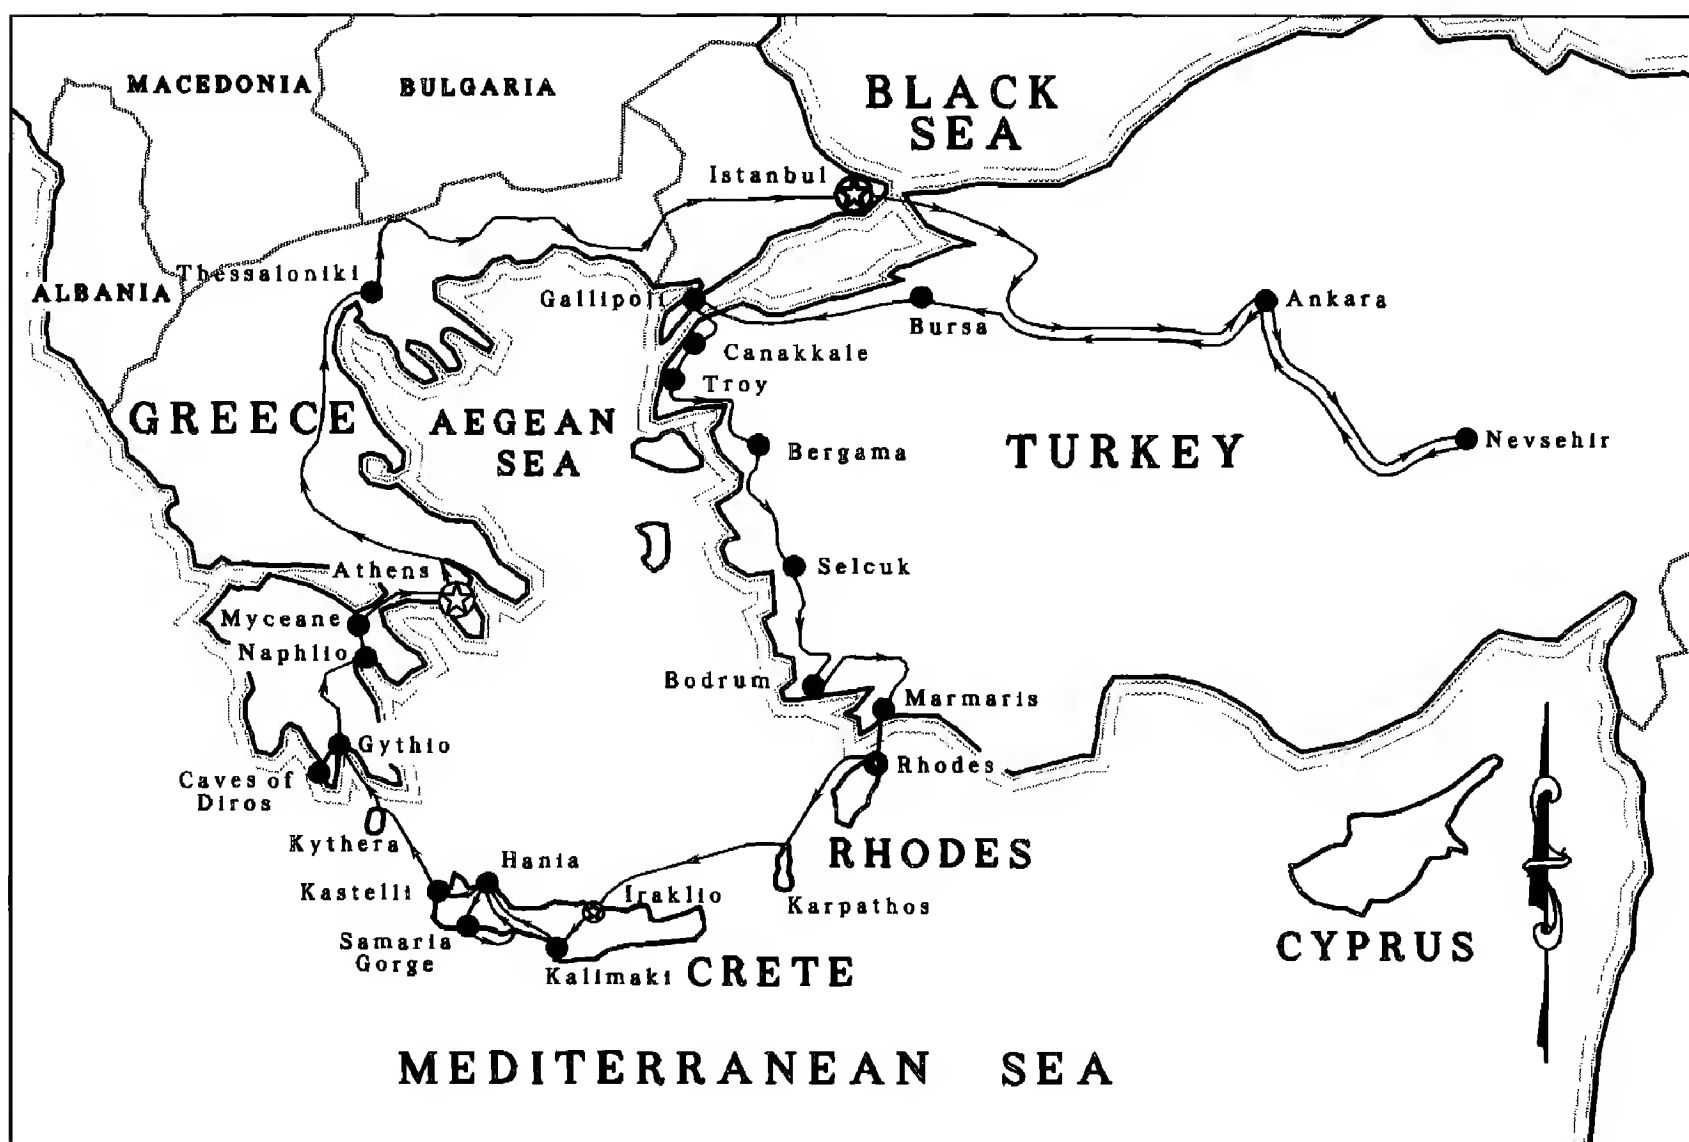 MACEDONIA
BULGARIA
BLACK
SEA
Istanbul
ALBANIA
Thessaloniki
Gallipoli
Bursa
Ankara
Canakkale
Troy
GREECE
AEGEAN
SEA
TURKEY
Bergama
Nevsehir
Athens
Selcuk
Myceane
Naphlio
Bodrum
Marmaris
Gythio
Rhodes
Caves of
Diros
Kythera
RHODES
Hania
Kastelli
Iraklio
Karpathos
Samaria
Gorge
Kalimaki
CRETE
CYPRUS
MEDITERRANEAN SEA